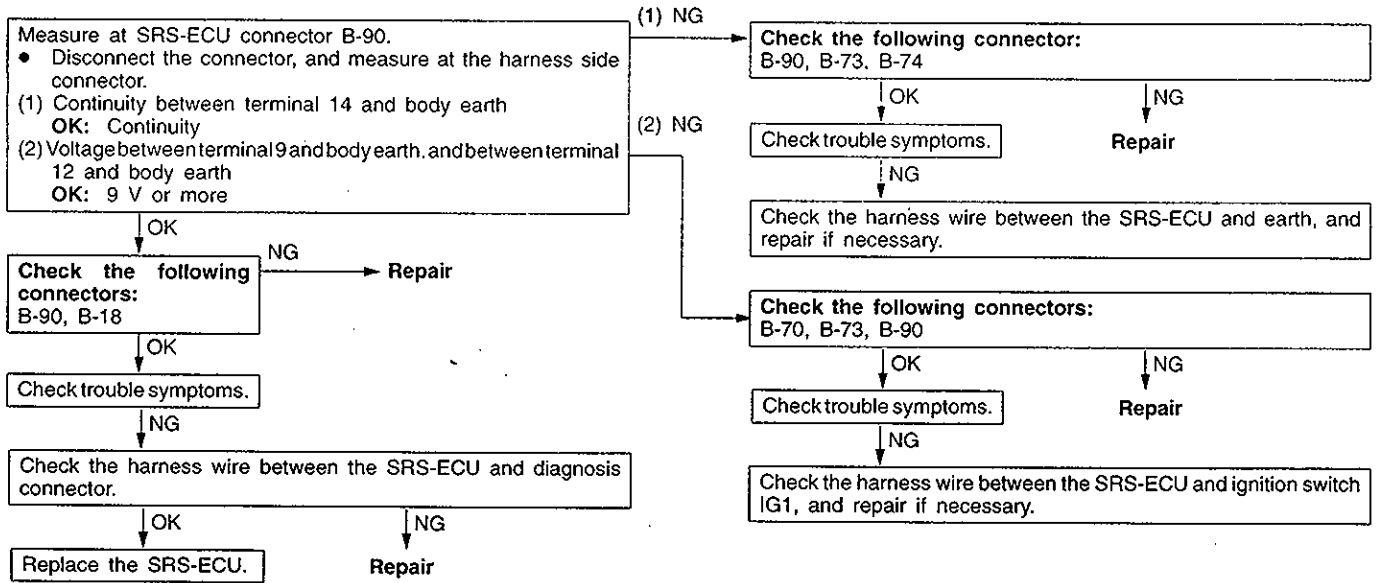 Measure at SRS-ECU connector B-90.
● Disconnect the connector, and measure at the harness side
connector.
(1) Continuity between terminal 14 and body earth
OK: Continuity
(2) Voltage between terminal 9 and body earth, and between terminal
12 and body earth
OK: 9 V or more
(1) NG
(2) NG
OK
Check the following
connectors:
B-90, B-18
NG
Repair
OK
Check trouble symptoms.
NG
Check the harness wire between the SRS-ECU and diagnosis
connector.
OK
NG
Replace the SRS-ECU.
Repair
Check the following connector:
B-90, B-73, B-74
OK
NG
Check trouble symptoms.
Repair
NG
Check the harness wire between the SRS-ECU and earth, and
repair if necessary.
Check the following connectors:
B-70, B-73, B-90
OK
NG
Check trouble symptoms.
Repair
NG
Check the harness wire between the SRS-ECU and ignition switch
IG1, and repair if necessary.